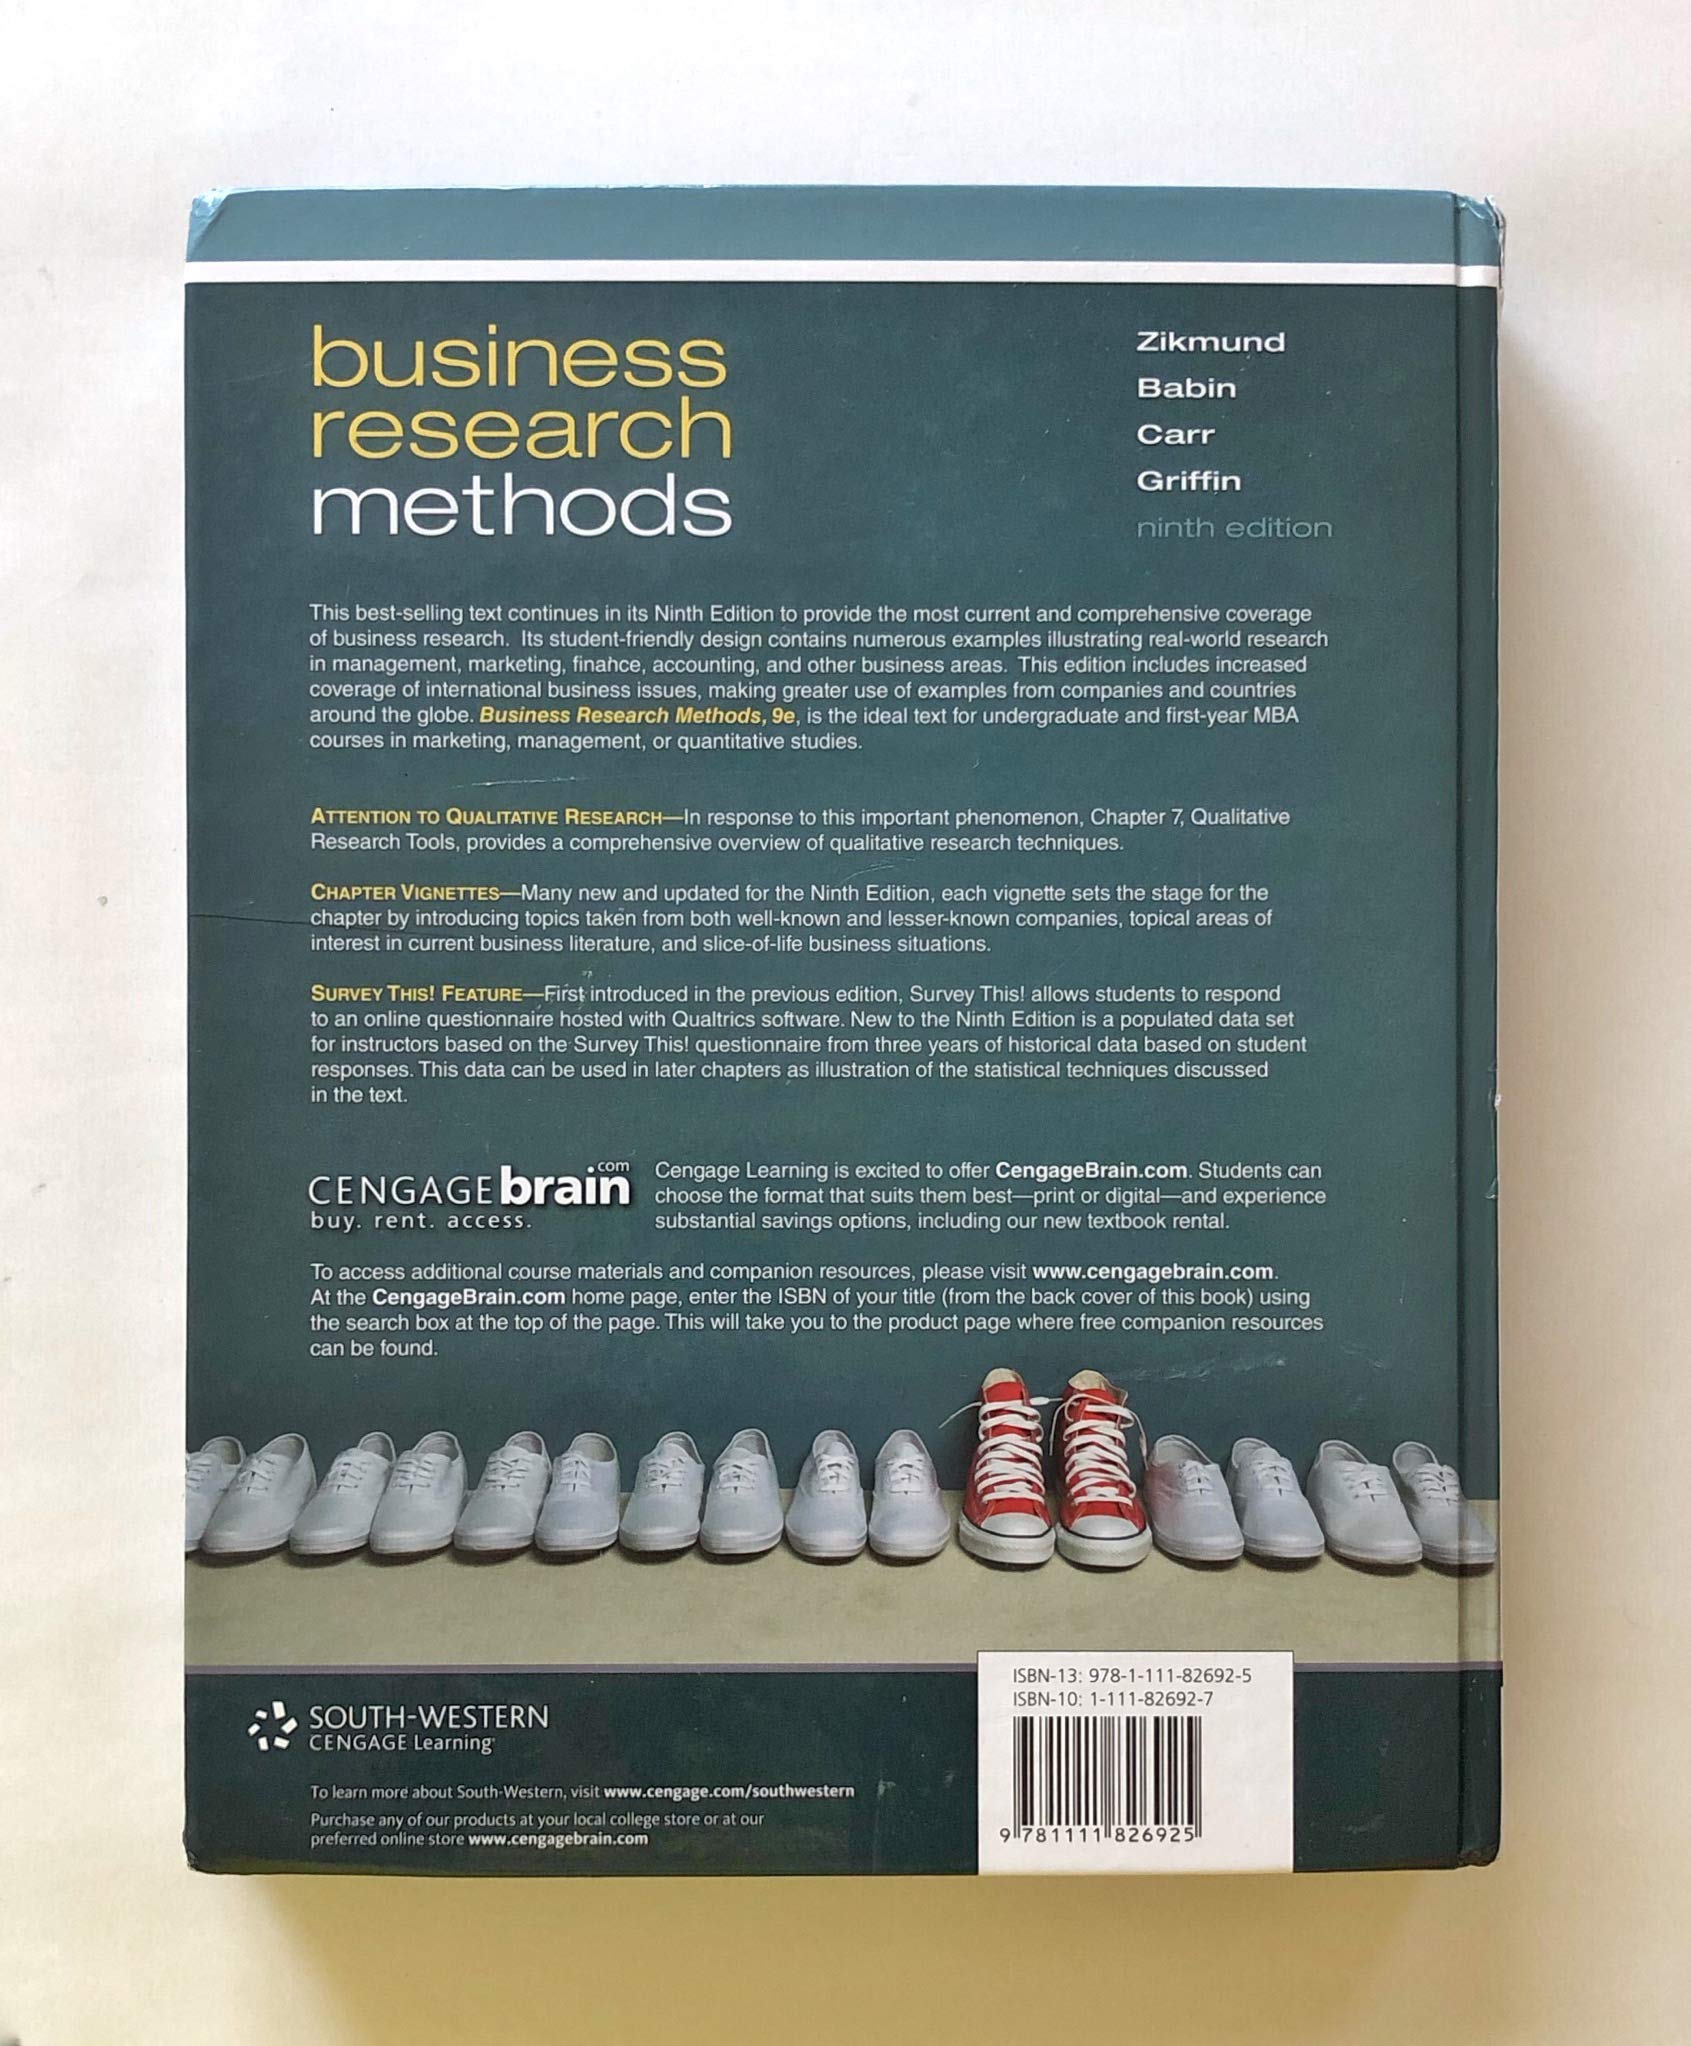 business
research
methods
Zikmund
Babin
Carr
Griffin
ninth edition
This best-selling text continues in its Ninth Edition to provide the most current and comprehensive coverage
of business research. Its student-friendly design contains numerous examples illustrating real-world research
in management, marketing, finance, accounting, and other business areas. This edition includes increased
coverage of international business issues, making greater use of examples from companies and countries
around the globe. Business Research Methods, 9e, is the ideal text for undergraduate and first-year MBA
courses in marketing, management, or quantitative studies.
ATTENTION TO QUALITATIVE RESEARCH—In response to this important phenomenon, Chapter 7, Qualitative
Research Tools, provides a comprehensive overview of qualitative research techniques.
CHAPTER VIGNETTES—Many new and updated for the Ninth Edition, each vignette sets the stage for the
chapter by introducing topics taken from both well-known and lesser-known companies, topical areas of
interest in current business literature, and slice-of-life business situations.
SURVEY THIS! FEATURE—First introduced in the previous edition, Survey This! allows students to respond
to an online questionnaire hosted with Qualtrics software. New to the Ninth Edition is a populated data set
for instructors based on the Survey This! questionnaire from three years of historical data based on student
responses. This data can be used in later chapters as illustration of the statistical techniques discussed
in the text.
CENGAGEbrain.com
buy. rent. access.
Cengage Learning is excited to offer CengageBrain.com. Students can
choose the format that suits them best—print or digital—and experience
substantial savings options, including our new textbook rental.
To access additional course materials and companion resources, please visit www.cengagebrain.com.
At the CengageBrain.com home page, enter the ISBN of your title (from the back cover of this book) using
the search box at the top of the page. This will take you to the product page where free companion resources
can be found.
SOUTH-WESTERN
CENGAGE Learning
To learn more about South-Western, visit www.cengage.com/southwestern
Purchase any of our products at your local college store or at our
preferred online store www.cengagebrain.com
ISBN-13: 978-1-111-82692-5
ISBN-10: 1-111-82692-7
9 781111 826925